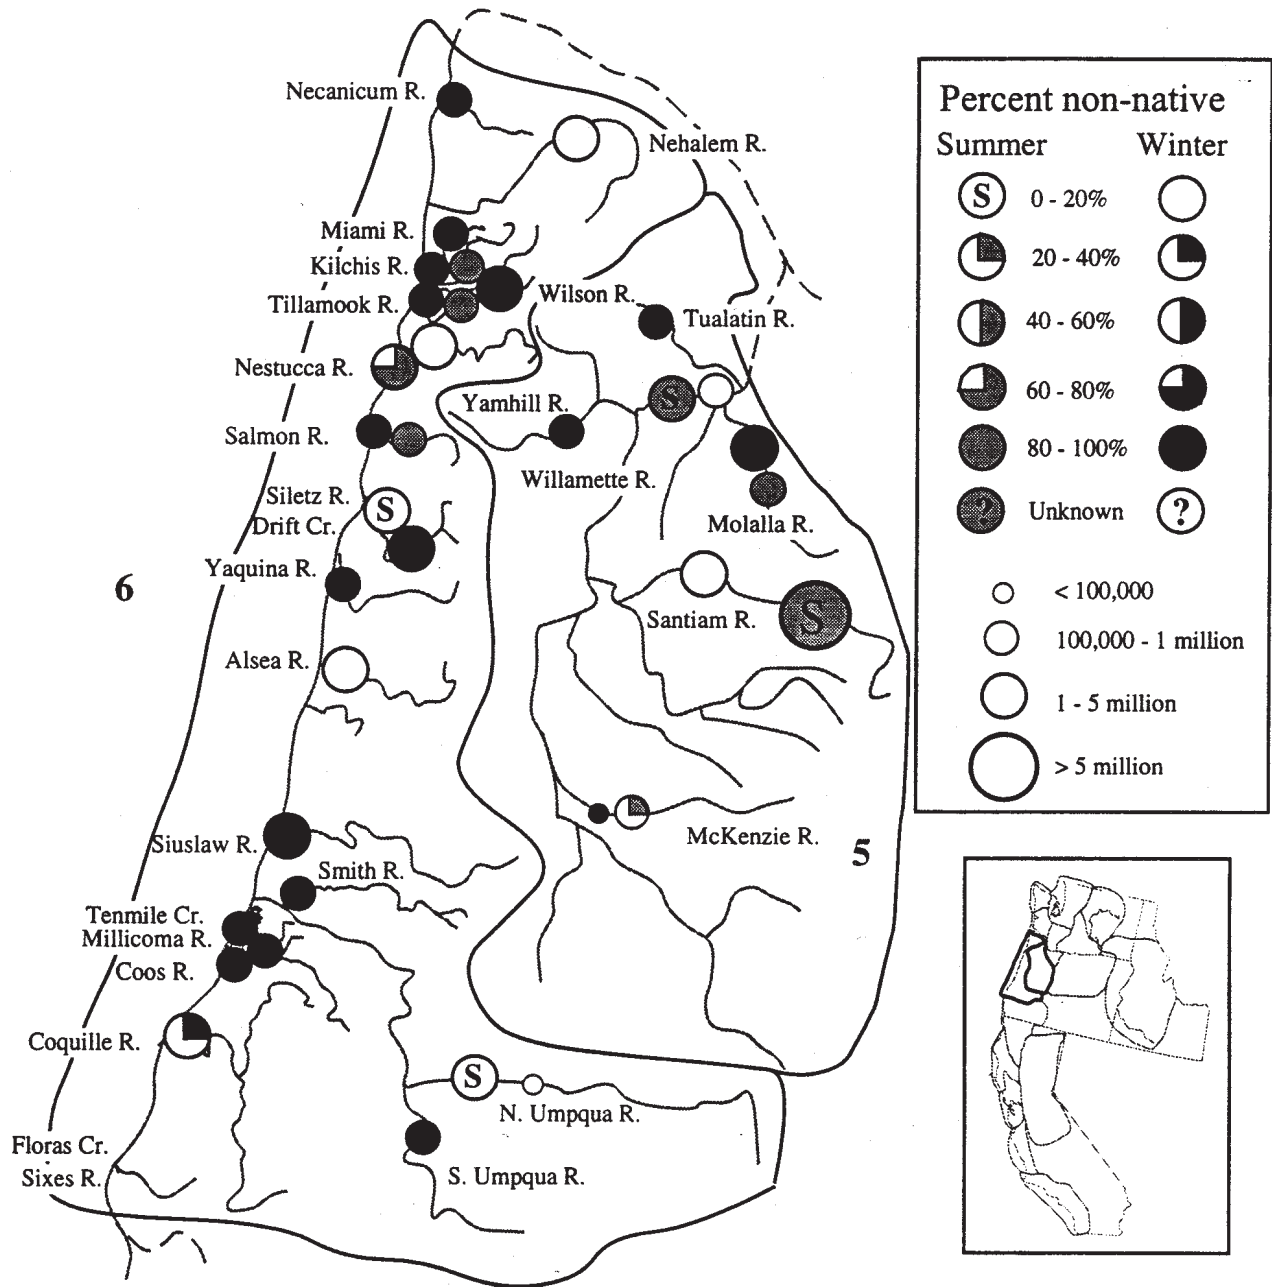 Necanicum R.
Nehalem R.
Miami R.
Kilchis R.
Tillamook R.
Wilson R.
Tualatin R.
Nestucca R.
Yamhill R.
S
Salmon R.
Willamette R.
Siletz R.
S
Drift Cr.
Molalla R.
Yaquina R.
6
Santiam R.
S
Alsea R.
McKenzie R.
5
Siuslaw R.
Smith R.
Tenmile Cr.
Millicoma R.
Coos R.
Coquille R.
S
N. Umpqua R.
Floras Cr.
Sixes R.
S. Umpqua R.
Percent non-native
Summer Winter
S 0 - 20%
20 - 40%
40 - 60%
60 - 80%
80 - 100%
? Unknown ?
< 100,000
100,000 - 1 million
1 - 5 million
> 5 million